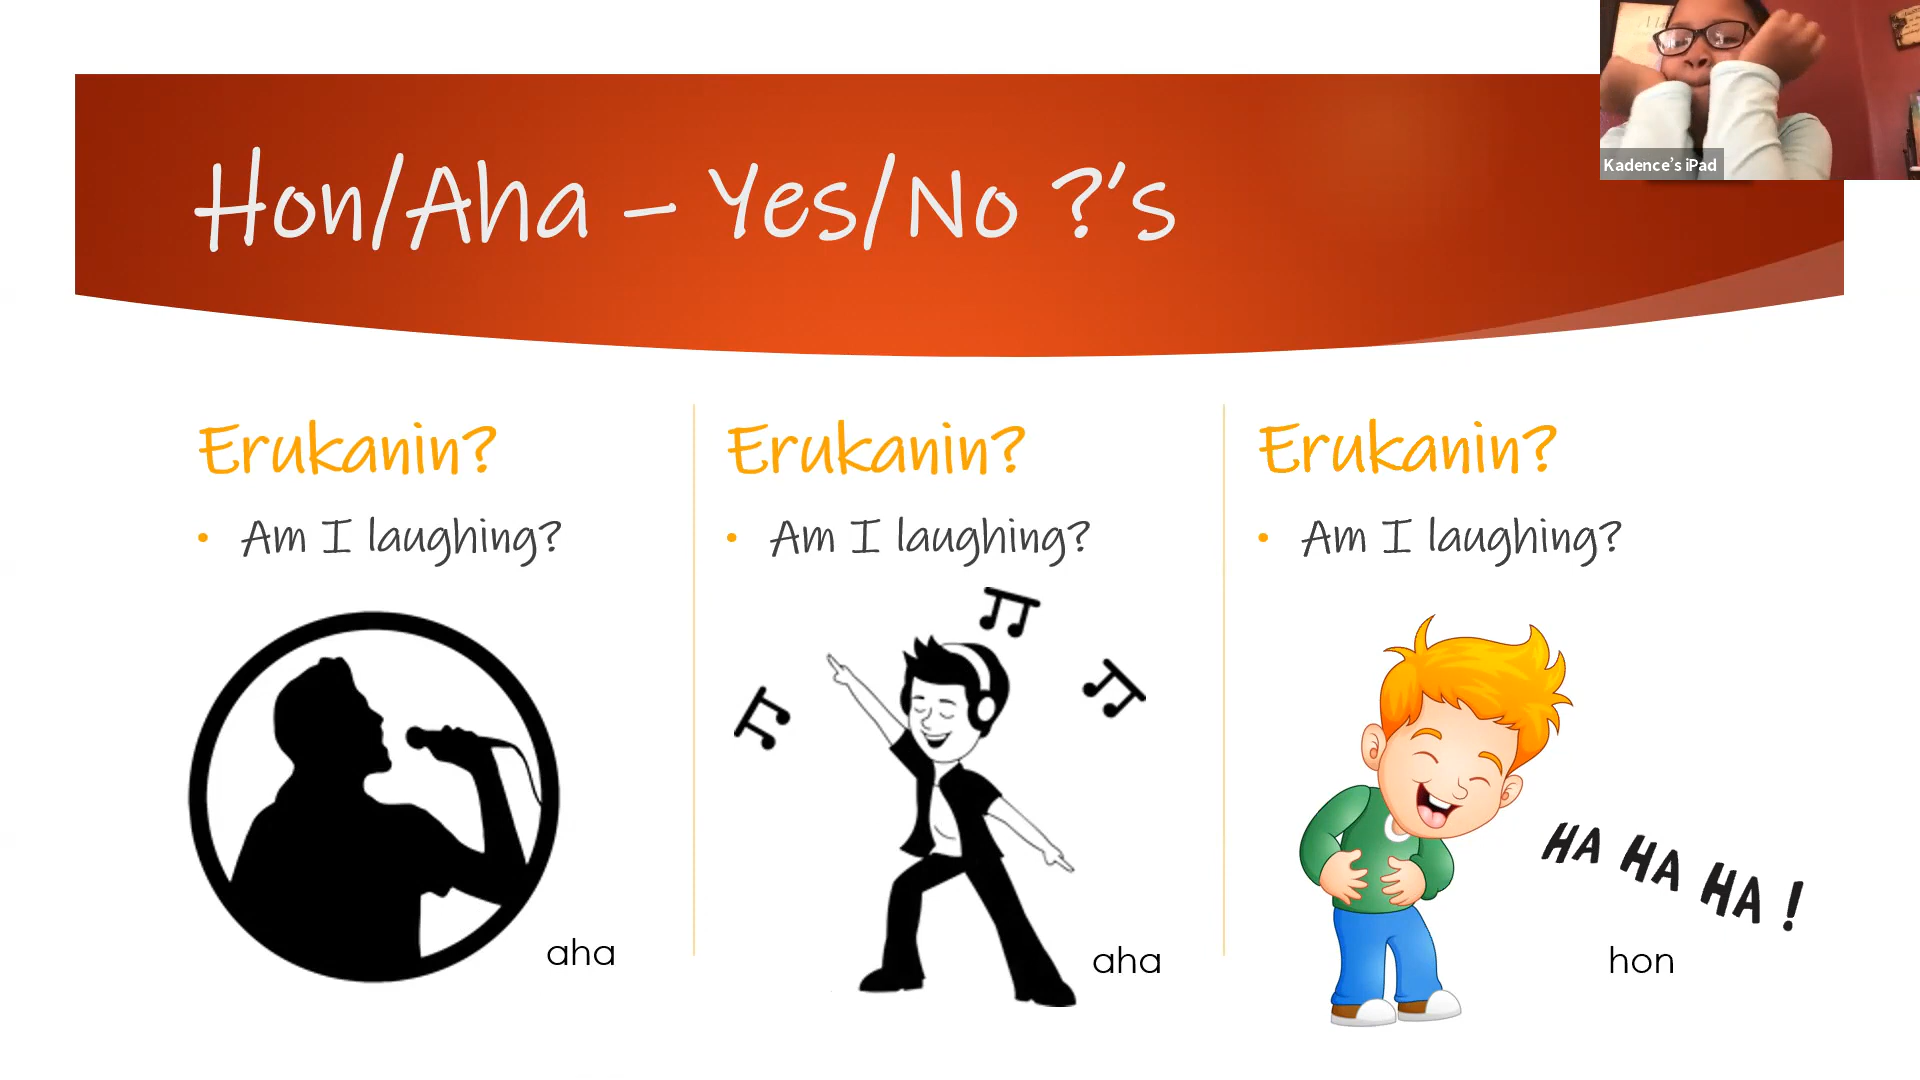 Kadence's iPad
Hon/Aha – Yes/No ?'s
Erukanin?
• Am I laughing?
aha
Erukanin?
• Am I laughing?
aha
Erukanin?
• Am I laughing?
HA HA HA !
hon